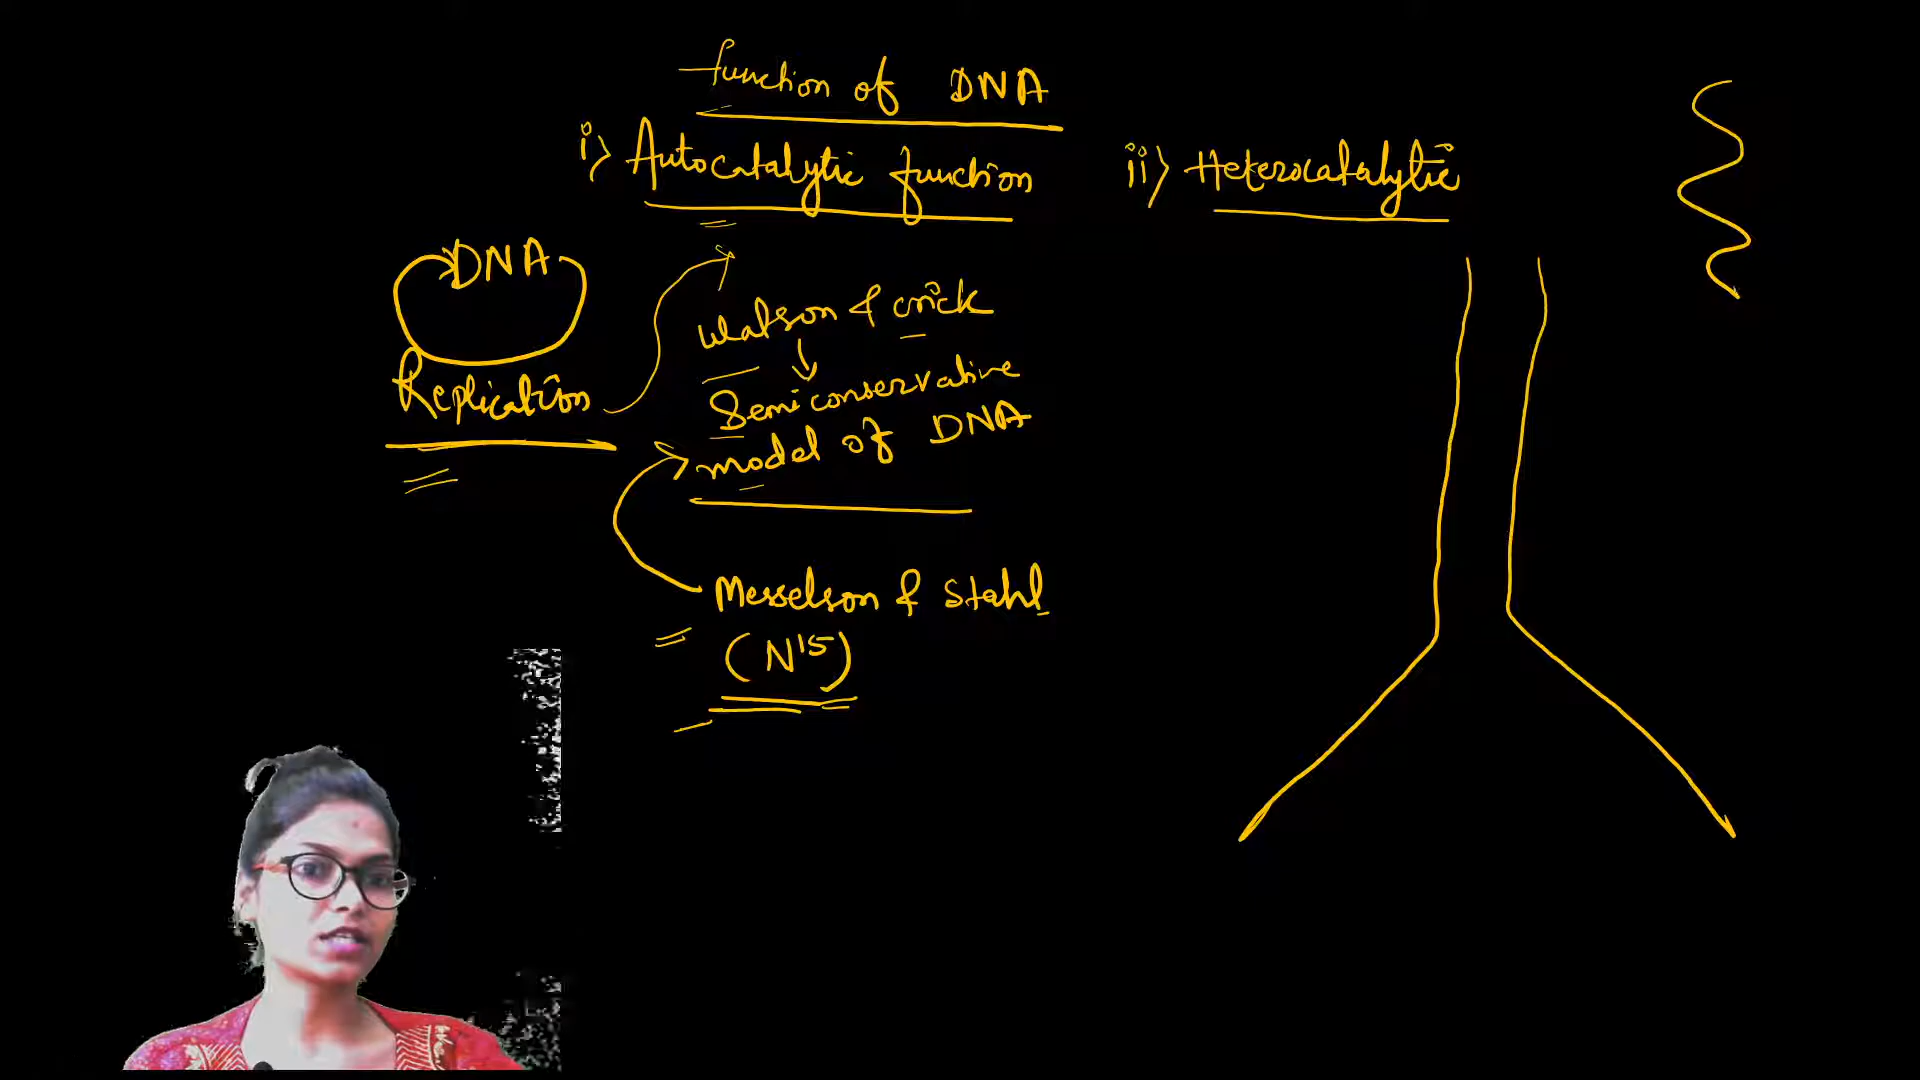 function of DNA
i) Autocatalytic function
ii) Heterocatalytic
DNA
Replication
Watson & crick
Semiconservative
model of DNA
Messelson & Stahl
(N15)